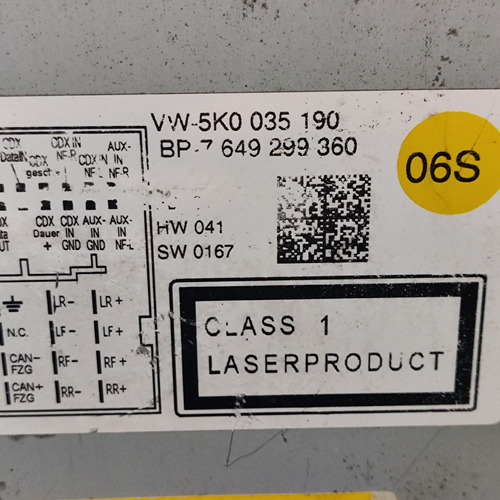 VW-5K0 035 190
BP-7 649 299 360
06S
HW 041
SW 0167
CLASS 1
LASERPRODUCT
CDX
DataIN
CDX
gesch.
CDX IN
NF-R
CDX IN
NF-L
AUX-
IN
NF-R
CDX
Dauer
+
CDX
IN
GND
AUX-
IN
GND
AUX-
IN
NF-L
LR-
LR+
N.C.
LF-
LF+
CAN-
FZG
RF-
RF+
CAN+
FZG
RR-
RR+